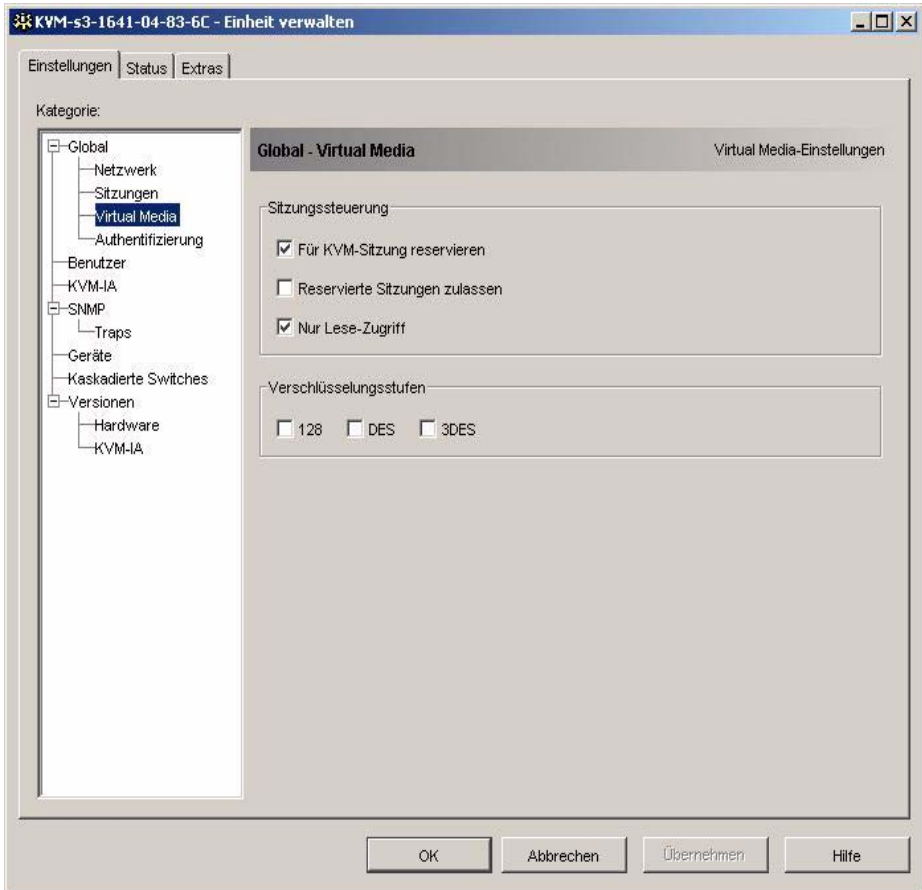 KVM-s3-1641-04-83-6C - Einheit verwalten
Einstellungen Status Extras
Kategorie:
Global
Netzwerk
Sitzungen
Virtual Media
Authentifizierung
Benutzer
KVM-IA
SNMP
Traps
Geräte
Kaskadierte Switches
Versionen
Hardware
KVM-IA
Global - Virtual Media
Virtual Media-Einstellungen
Sitzungssteuerung
Für KVM-Sitzung reservieren
Reservierte Sitzungen zulassen
Nur Lese-Zugriff
Verschlüsselungsstufen
128 DES 3DES
OK Abbrechen Übernehmen Hilfe